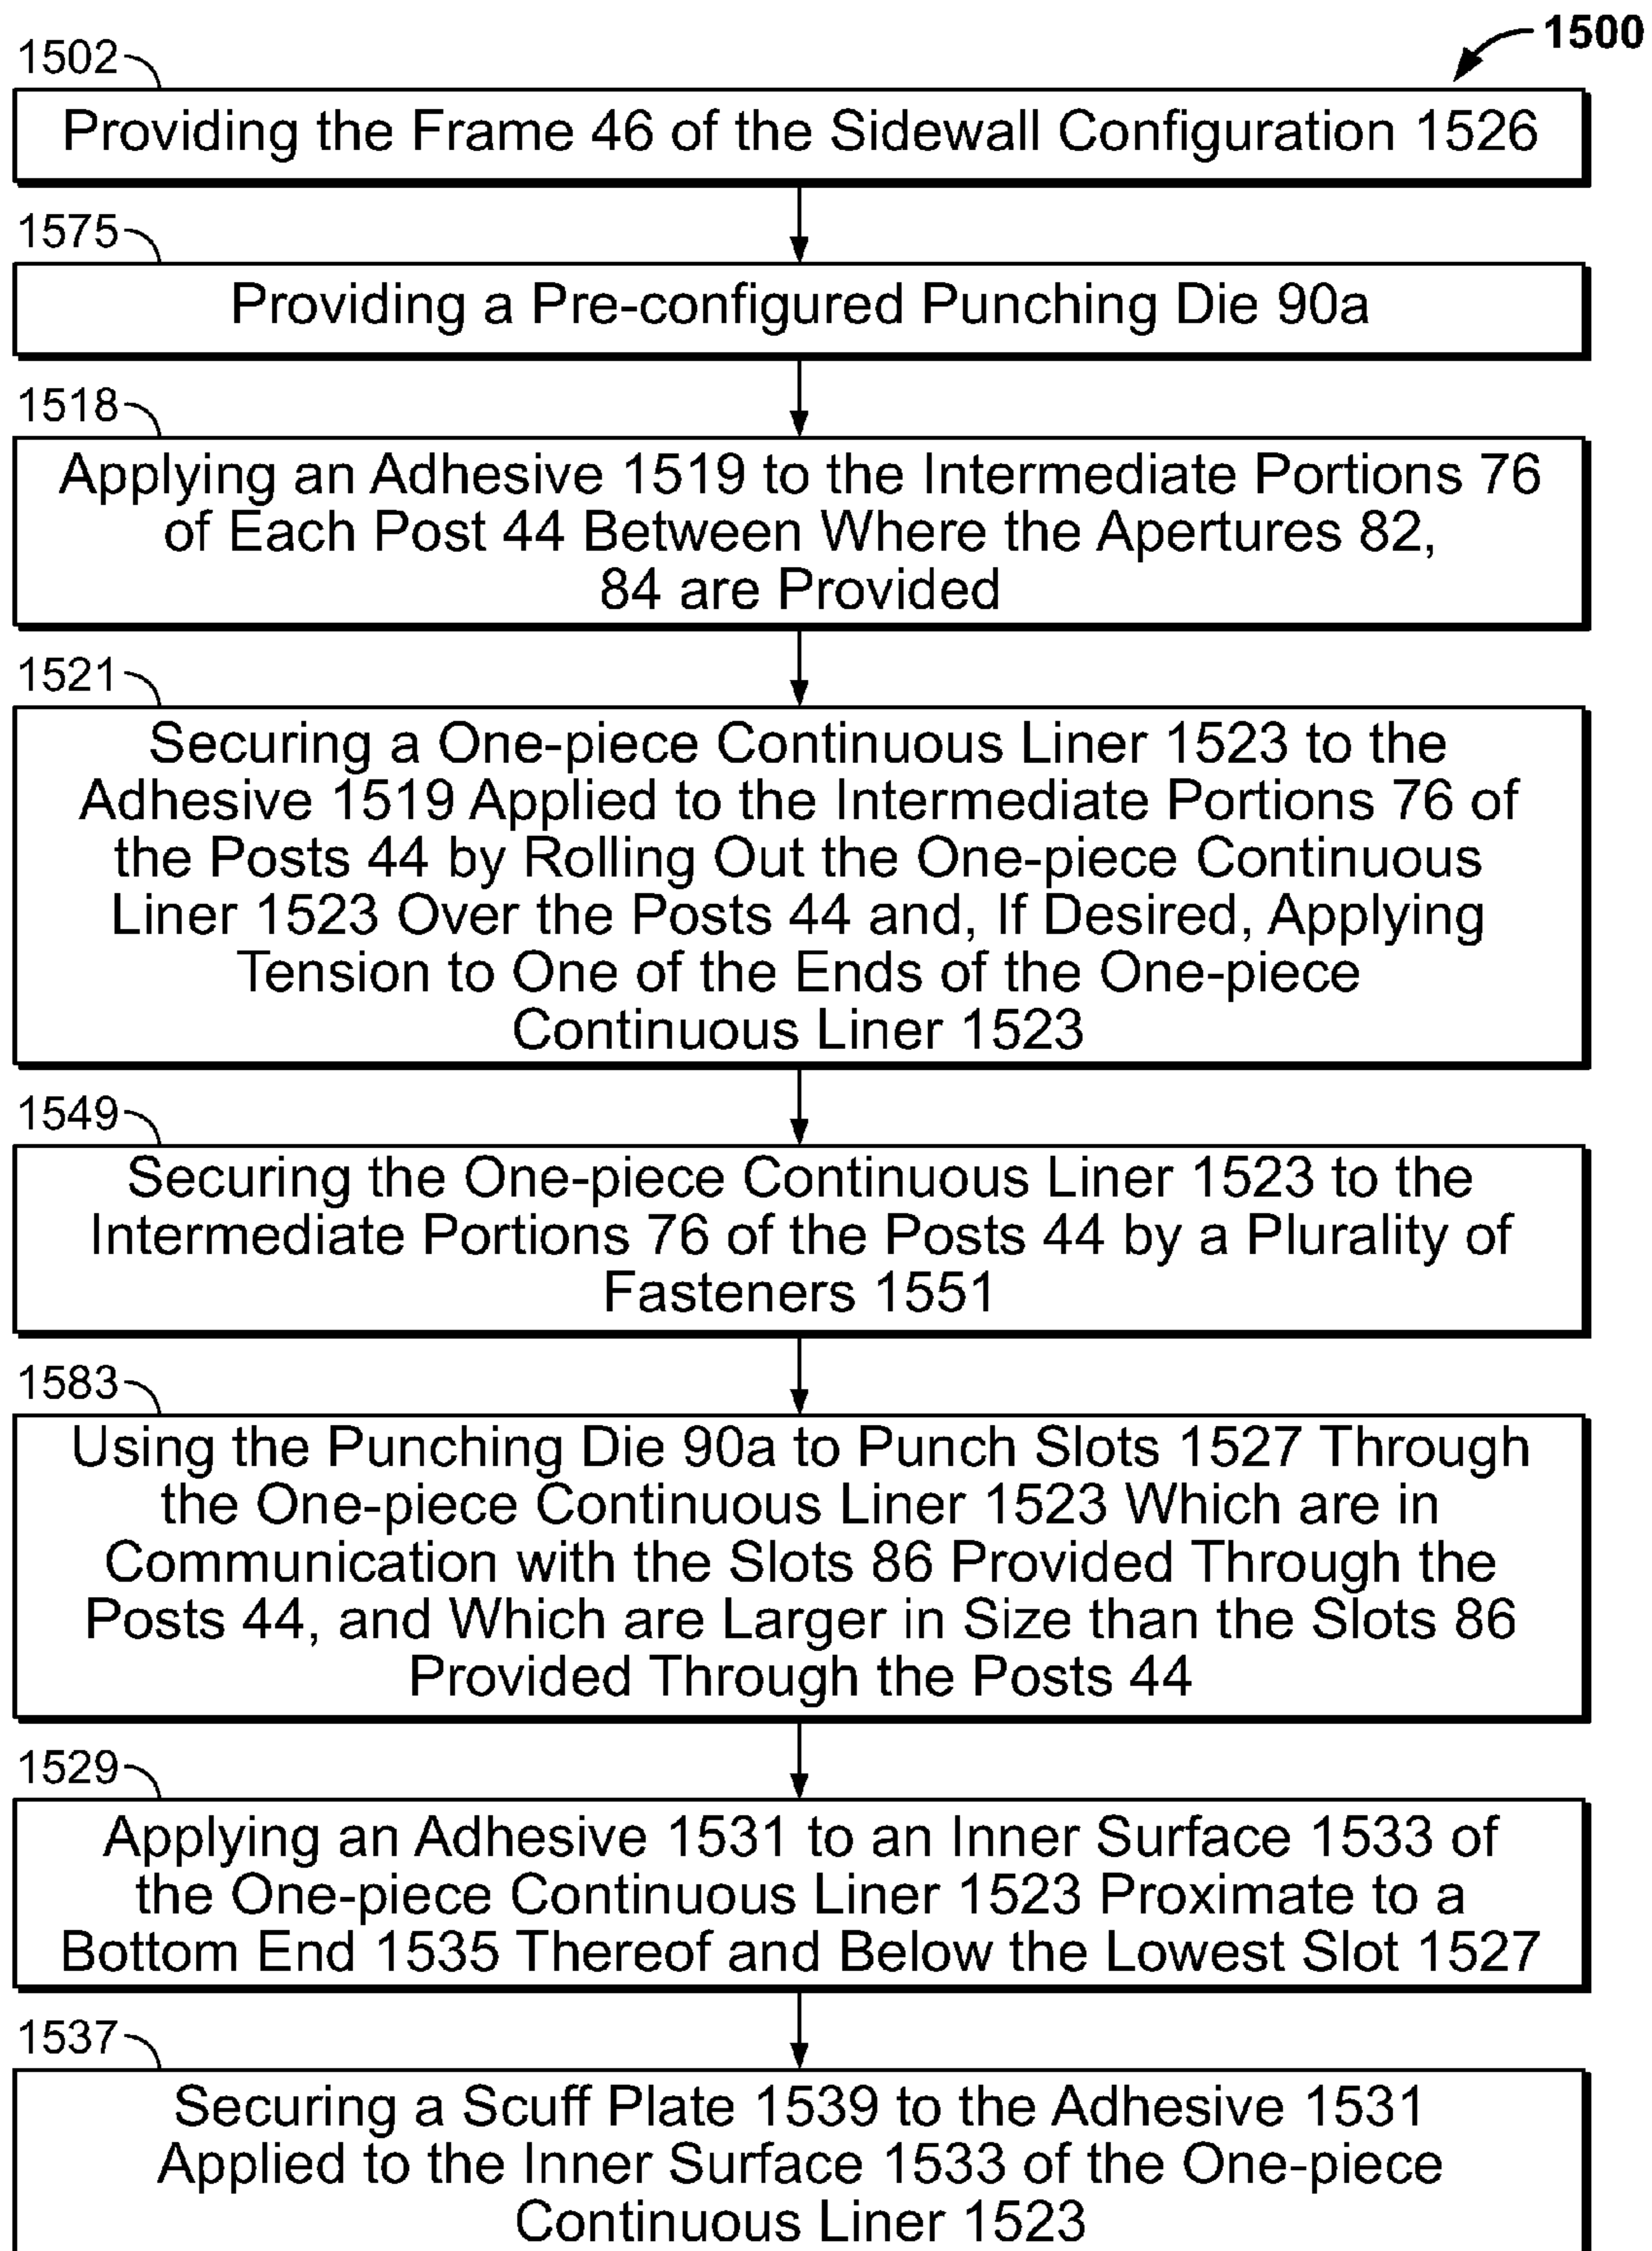 1500
1502
Providing the Frame 46 of the Sidewall Configuration 1526
1575
Providing a Pre-configured Punching Die 90a
1518
Applying an Adhesive 1519 to the Intermediate Portions 76
of Each Post 44 Between Where the Apertures 82,
84 are Provided
1521
Securing a One-piece Continuous Liner 1523 to the
Adhesive 1519 Applied to the Intermediate Portions 76 of
the Posts 44 by Rolling Out the One-piece Continuous
Liner 1523 Over the Posts 44 and, If Desired, Applying
Tension to One of the Ends of the One-piece
Continuous Liner 1523
1549
Securing the One-piece Continuous Liner 1523 to the
Intermediate Portions 76 of the Posts 44 by a Plurality of
Fasteners 1551
1583
Using the Punching Die 90a to Punch Slots 1527 Through
the One-piece Continuous Liner 1523 Which are in
Communication with the Slots 86 Provided Through the
Posts 44, and Which are Larger in Size than the Slots 86
Provided Through the Posts 44
1529
Applying an Adhesive 1531 to an Inner Surface 1533 of
the One-piece Continuous Liner 1523 Proximate to a
Bottom End 1535 Thereof and Below the Lowest Slot 1527
1537
Securing a Scuff Plate 1539 to the Adhesive 1531
Applied to the Inner Surface 1533 of the One-piece
Continuous Liner 1523